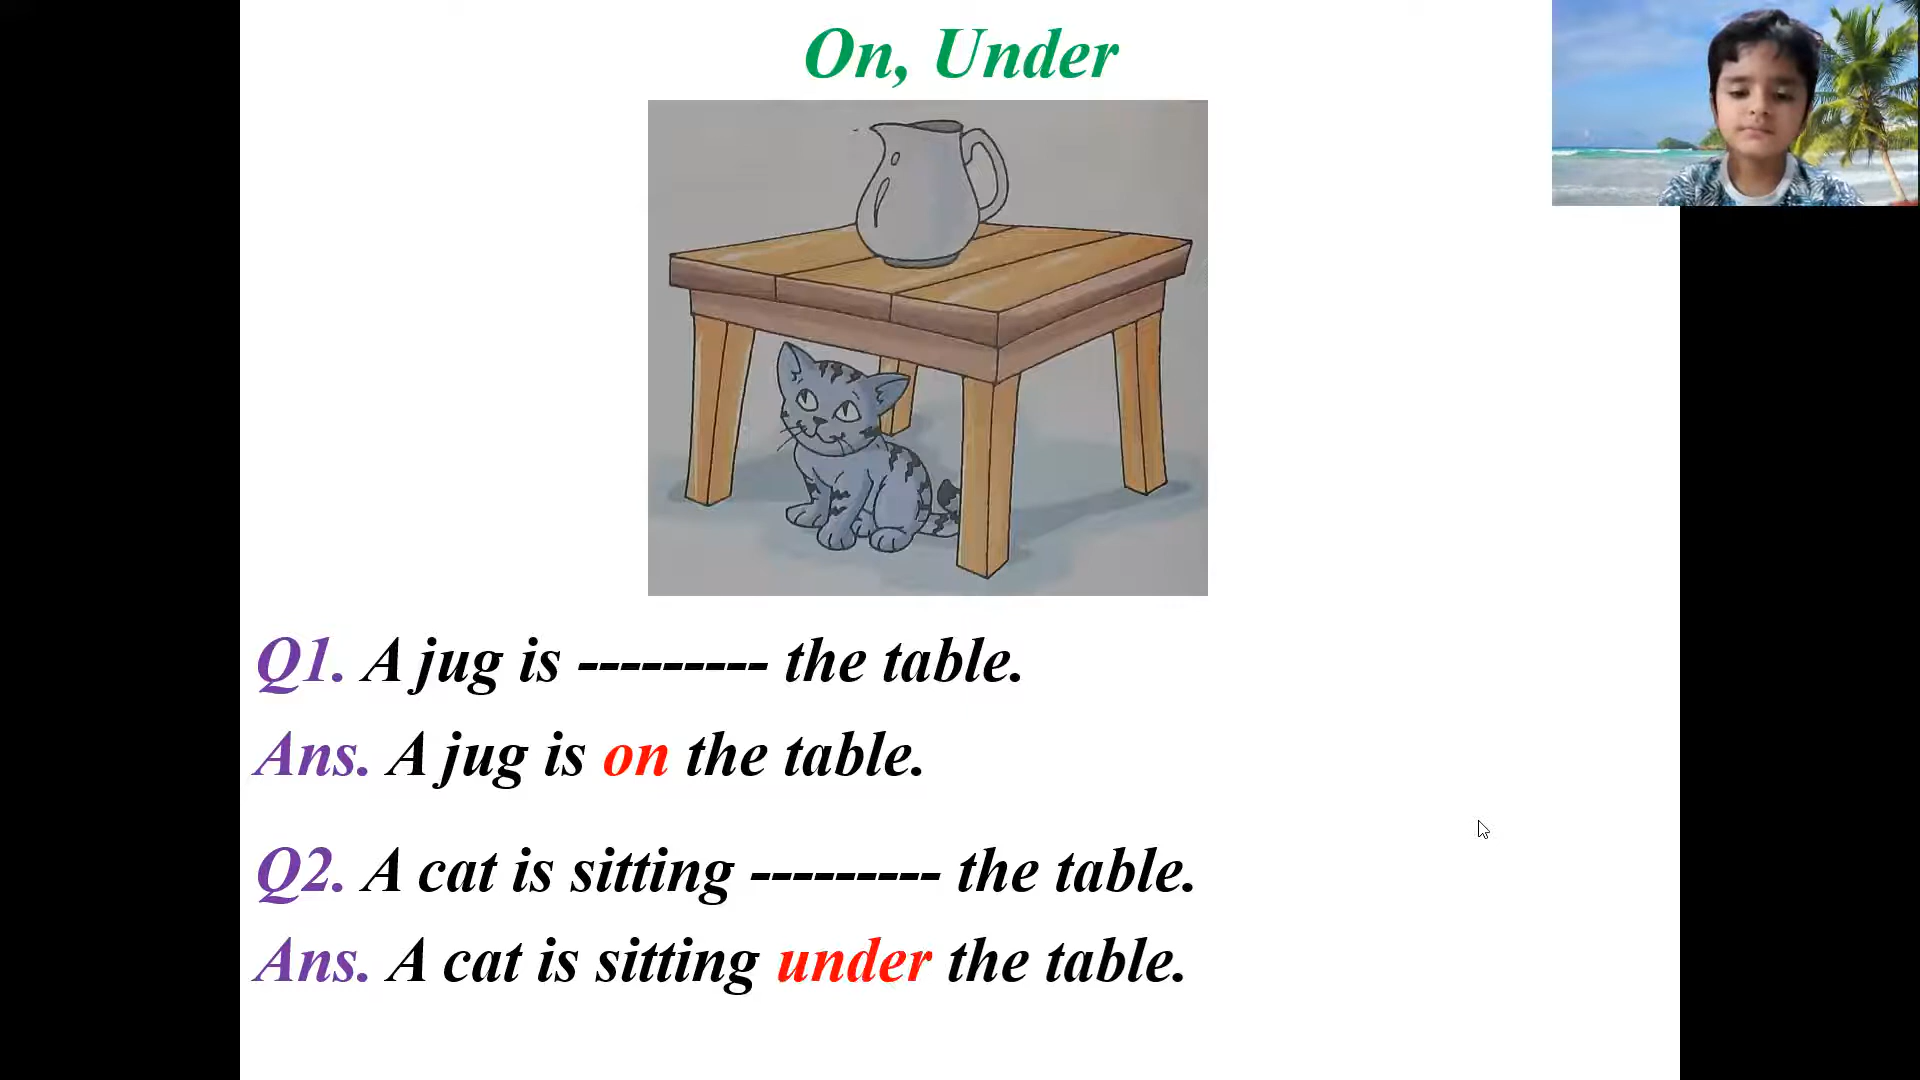 On, Under
Q1. A jug is --------- the table.
Ans. A jug is on the table.
Q2. A cat is sitting --------- the table.
Ans. A cat is sitting under the table.